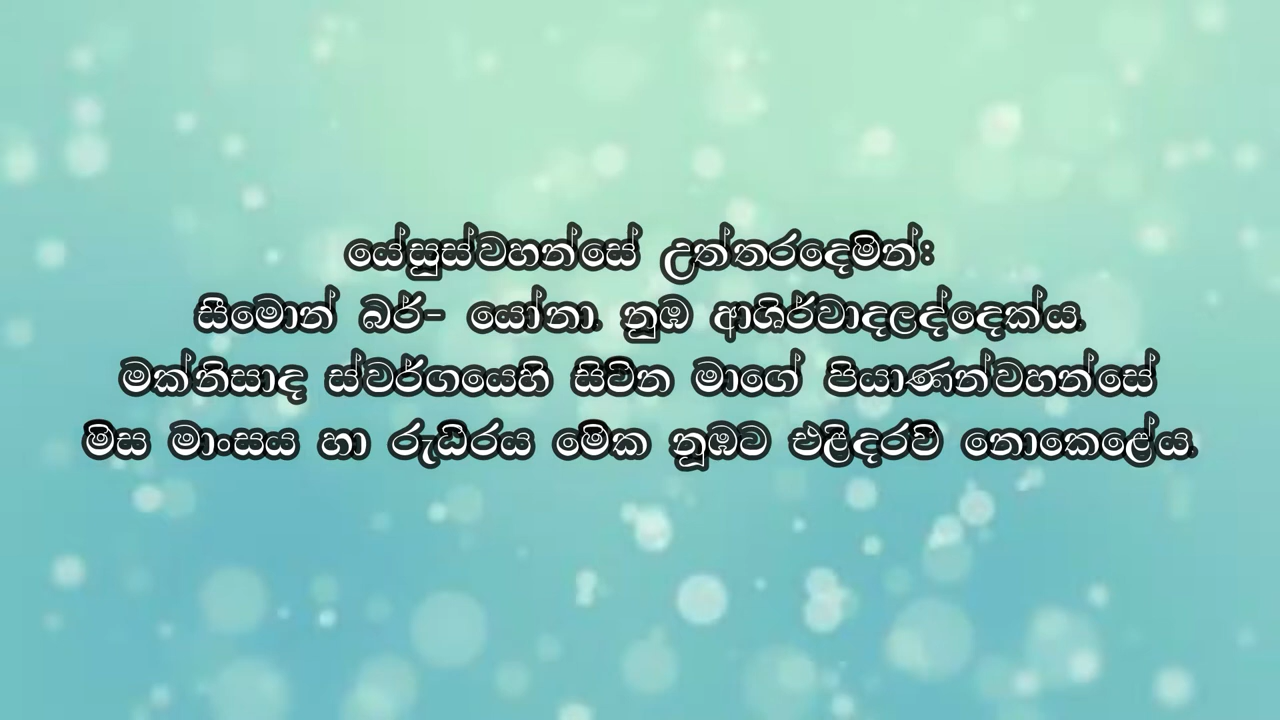 යේසුස්වහන්සේ උත්තරදෙමින්:
සීමොන් බර්- යෝනා, නුඹ ආශිර්වාදලද්දෙක්ය.
මක්නිසාද ස්වර්ගයෙහි සිටින මාගේ පියාණන්වහන්සේ
මිස මාංසය හා රුධිරය මේක නූඹට එළිදරව් නොකෙළේය.